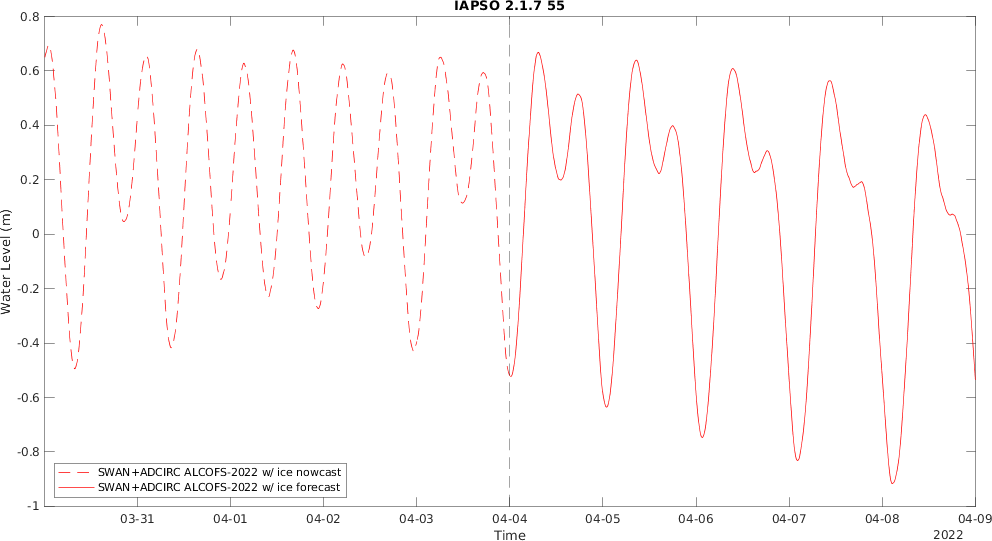 IAPSO 2.1.7 55
0.8
0.6
0.4
0.2
0
-0.2
-0.4
-0.6
-0.8
-1
Water Level (m)
SWAN+ADCIRC ALCOFS-2022 w/ ice nowcast
SWAN+ADCIRC ALCOFS-2022 w/ ice forecast
03-31 04-01 04-02 04-03 04-04 04-05 04-06 04-07 04-08 04-09
Time
2022